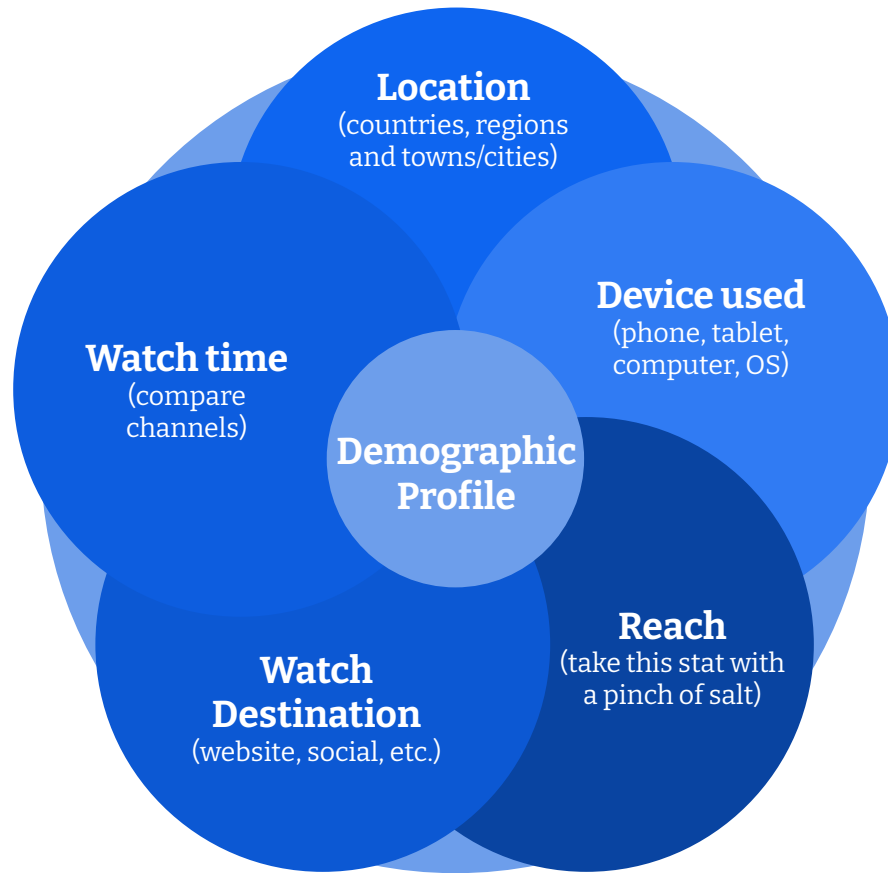 Location
(countries, regions
and towns/cities)
Device used
(phone, tablet,
computer, OS)
Watch time
(compare
channels)
Demographic
Profile
Reach
(take this stat with
a pinch of salt)
Watch
Destination
(website, social, etc.)